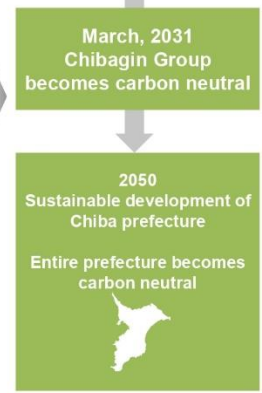 March, 2031
Chibagin Group
becomes carbon neutral
2050
Sustainable development of
Chiba prefecture
Entire prefecture becomes
carbon neutral